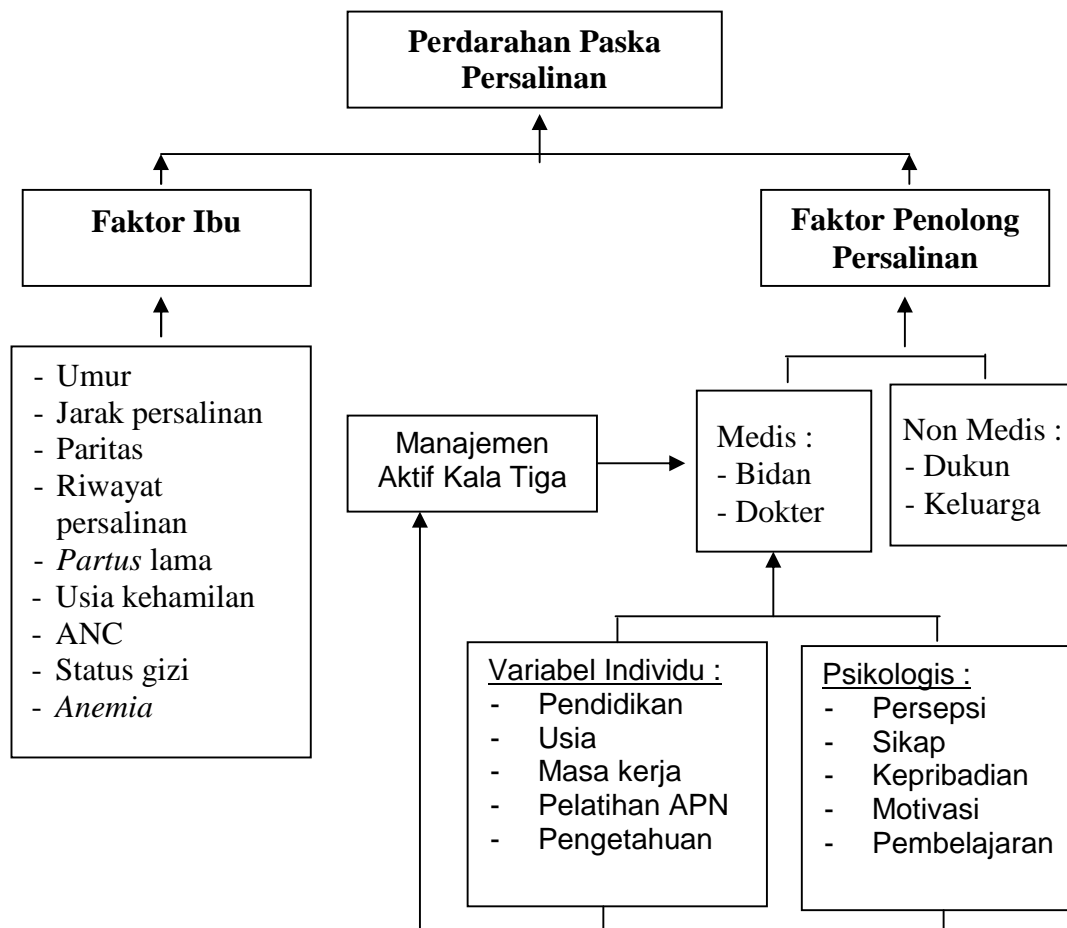 Perdarahan Paska
Persalinan
Faktor Ibu
Faktor Penolong
Persalinan
- Umur
- Jarak persalinan
- Paritas
- Riwayat
persalinan
- Partus lama
- Usia kehamilan
- ANC
- Status gizi
- Anemia
Manajemen
Aktif Kala Tiga
Medis :
- Bidan
- Dokter
Non Medis :
- Dukun
- Keluarga
Variabel Individu :
- Pendidikan
- Usia
- Masa kerja
- Pelatihan APN
- Pengetahuan
Psikologis :
- Persepsi
- Sikap
- Kepribadian
- Motivasi
- Pembelajaran